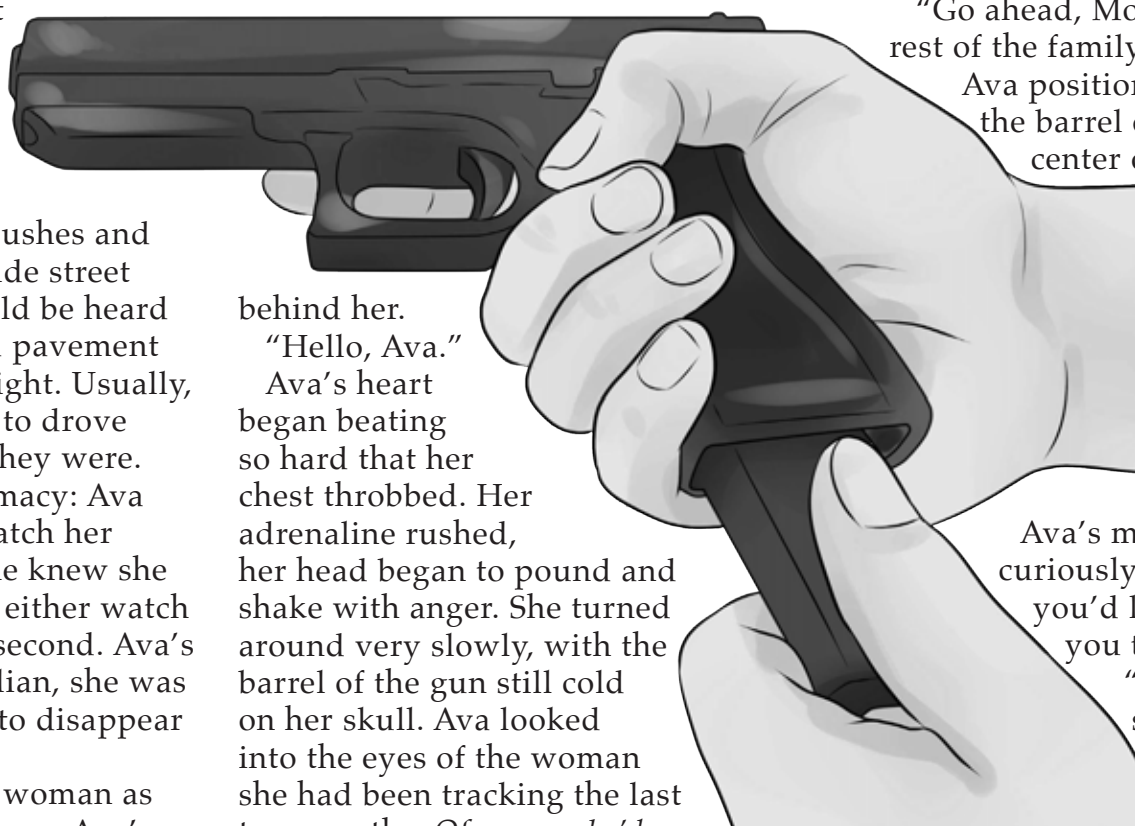 ushes and
de street
ld be heard
pavement
ight. Usually,
to drove
hey were.
macy: Ava
atch her
e knew she
either watch
second. Ava's
lian, she was
to disappear
woman as
behind her.
“Hello, Ava.”
Ava's heart
began beating
so hard that her
chest throbbed. Her
adrenaline rushed,
her head began to pound and
shake with anger. She turned
around very slowly, with the
barrel of the gun still cold
on her skull. Ava looked
into the eyes of the woman
she had been tracking the last
“Go ahead, Mo
rest of the family
Ava position
the barrel
center
Ava's m
curiously
you'd l
you t
“